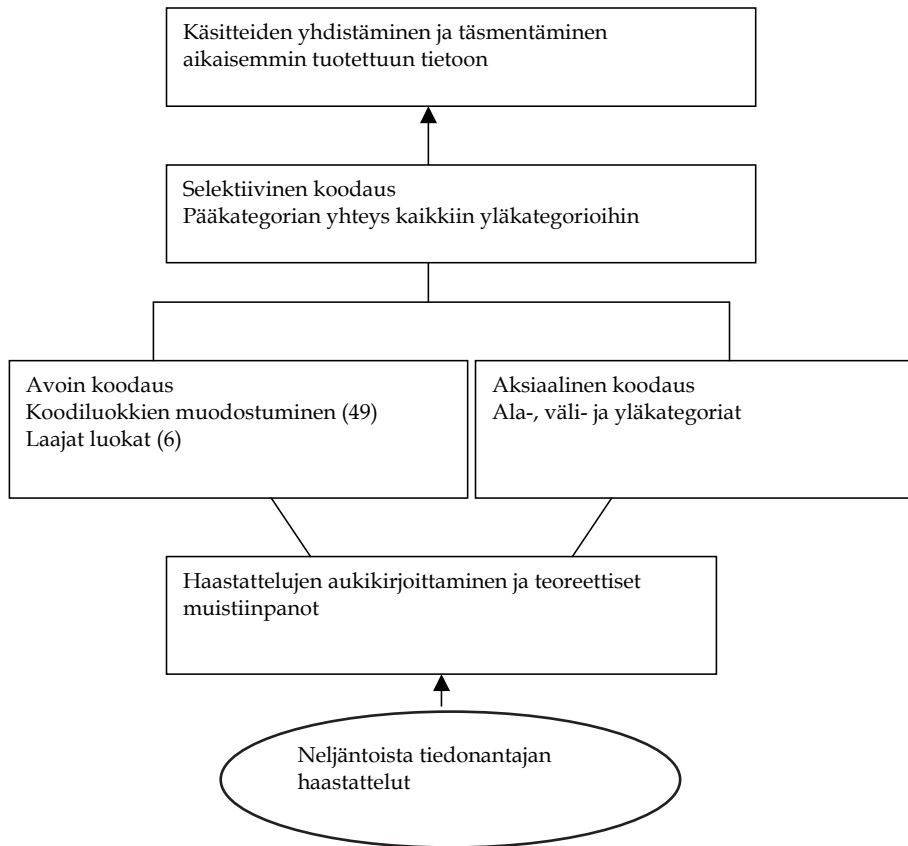 Käsitteiden yhdistäminen ja täsmentäminen
aikaisemmin tuotettuun tietoon
Selektiivinen koodaus
Pääkategorian yhteys kaikkiin yläkategorioihin
Avoin koodaus
Koodiluokkien muodostuminen (49)
Laajat luokat (6)
Aksiaalinen koodaus
Ala-, väli- ja yläkategoriat
Haastattelujen aukikirjoittaminen ja teoreettiset
muistiinpanot
Neljäntoista tiedonantajan
haastattelut